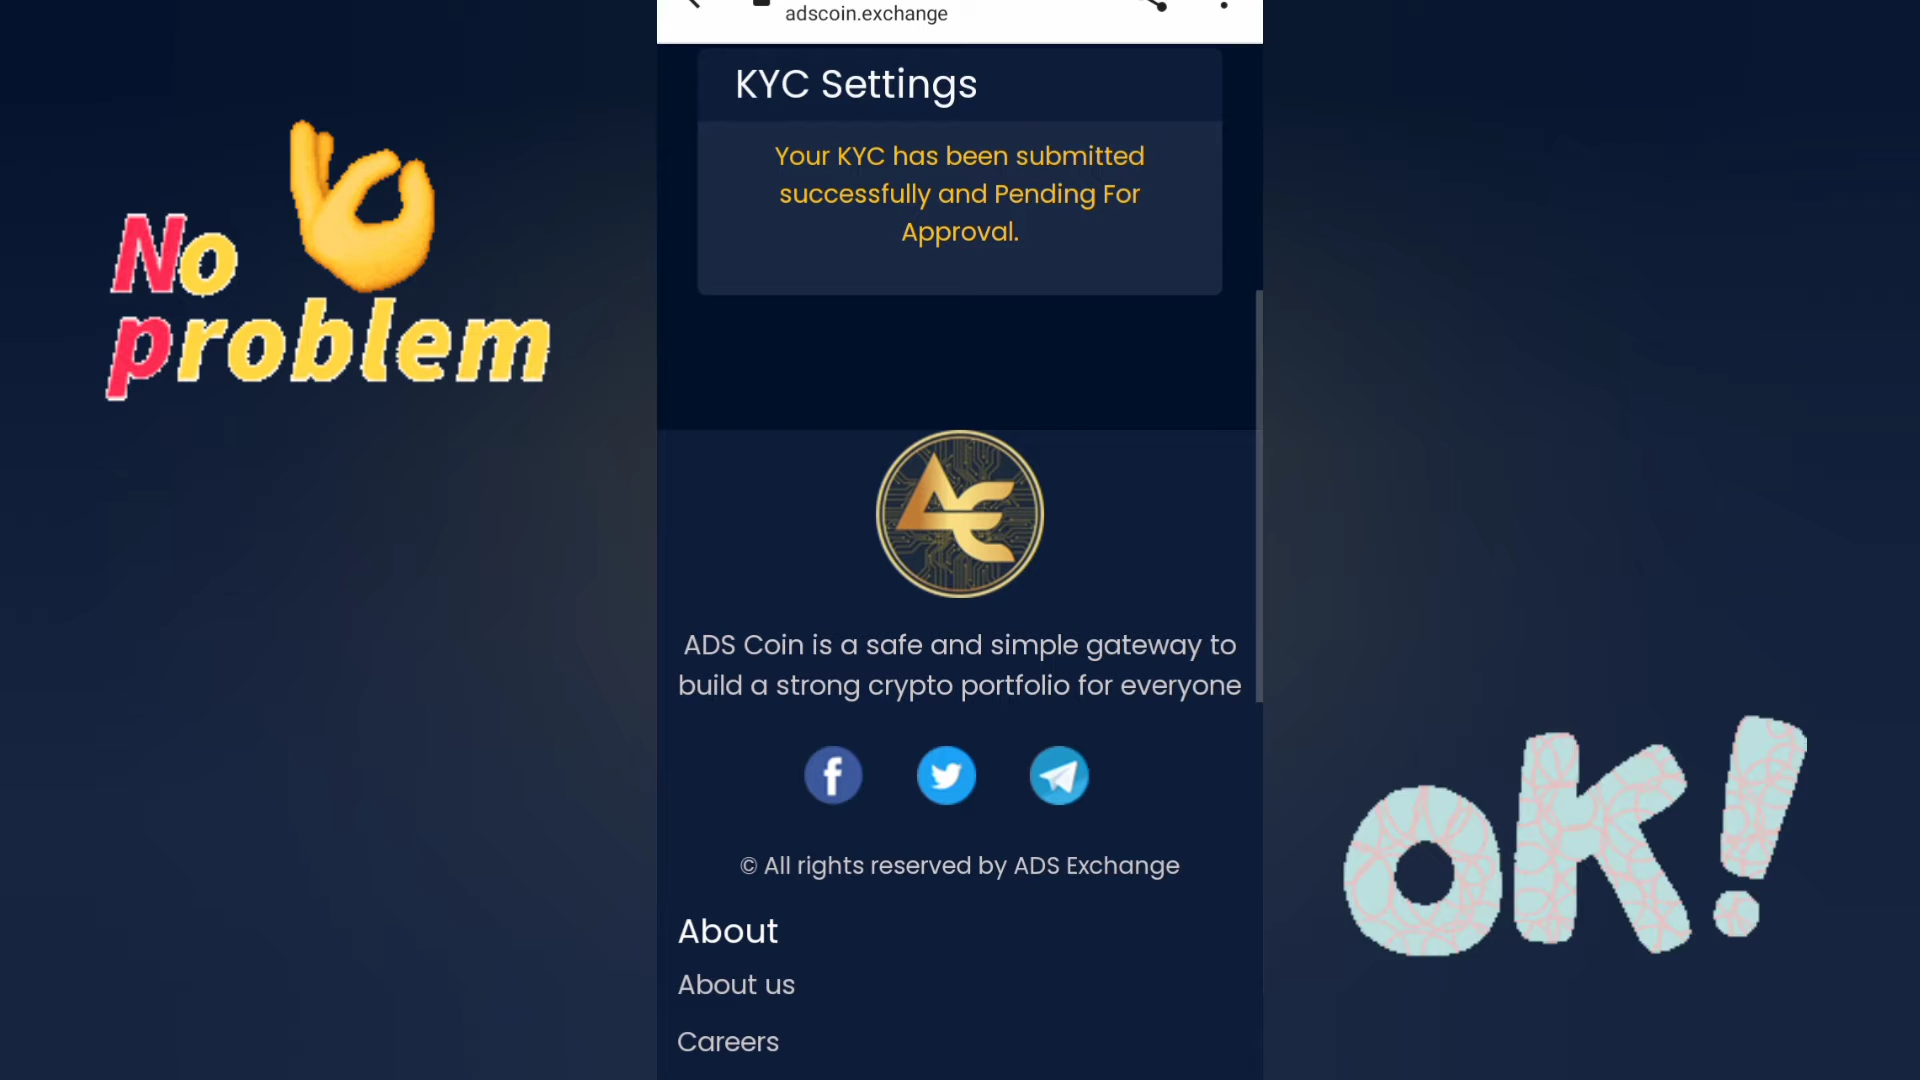 adscoin.exchange
KYC Settings
Your KYC has been submitted
successfully and Pending For
Approval.
No
problem
ADS Coin is a safe and simple gateway to
build a strong crypto portfolio for everyone
OK!
© All rights reserved by ADS Exchange
About
About us
Careers